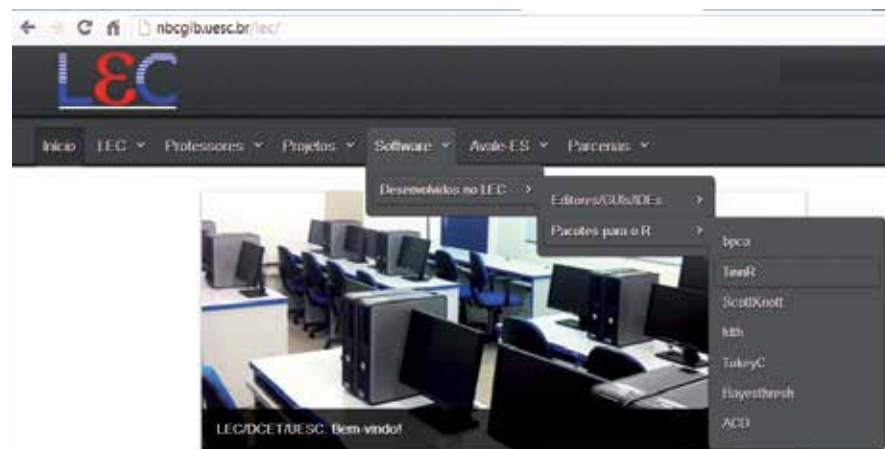 nbcgib.uesc.br/lec/
LEC
Início LEC Professores Projetos Software Avale-ES Parcerias
Desenvolvidos no LEC
Editores/GUIs/IDEs
Pacotes para o R
bpca
TinnR
ScottKnott
fdth
TukeyC
Bayesthresh
ACD
LEC/DCET/UESC. Bem-vindo!